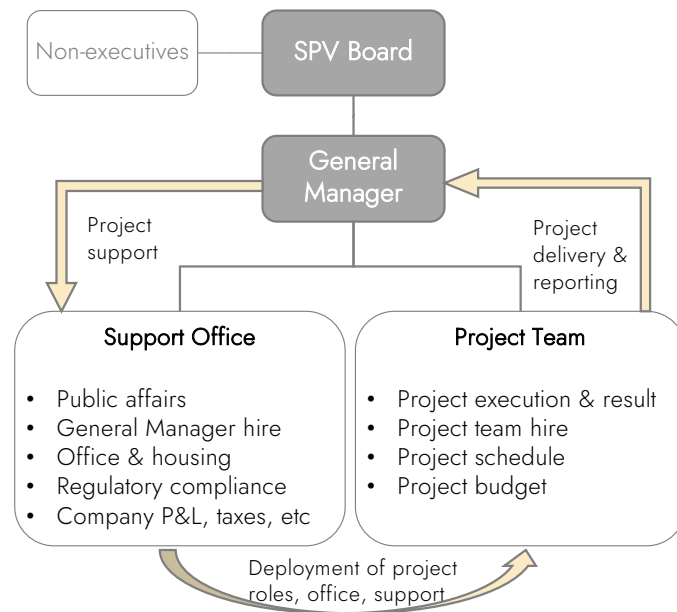 Non-executives
SPV Board
General
Manager
Project
support
Project
delivery &
reporting
Support Office
• Public affairs
• General Manager hire
• Office & housing
• Regulatory compliance
• Company P&L, taxes, etc
Project Team
• Project execution & result
• Project team hire
• Project schedule
• Project budget
Deployment of project
roles, office, support